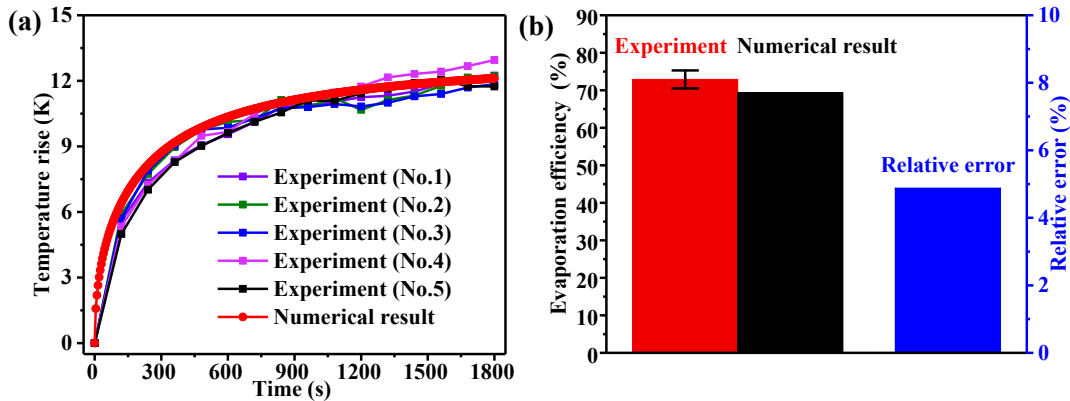 (a)
Temperature rise (K)
15
12
9
6
3
0
Experiment (No.1)
Experiment (No.2)
Experiment (No.3)
Experiment (No.4)
Experiment (No.5)
Numerical result
0 300 600 900 1200 1500 1800
Time (s)
(b)
Evaporation efficiency (%)
90
80
70
60
50
40
30
20
10
0
Experiment Numerical result
Relative error
10
8
6
4
2
0
Relative error (%)